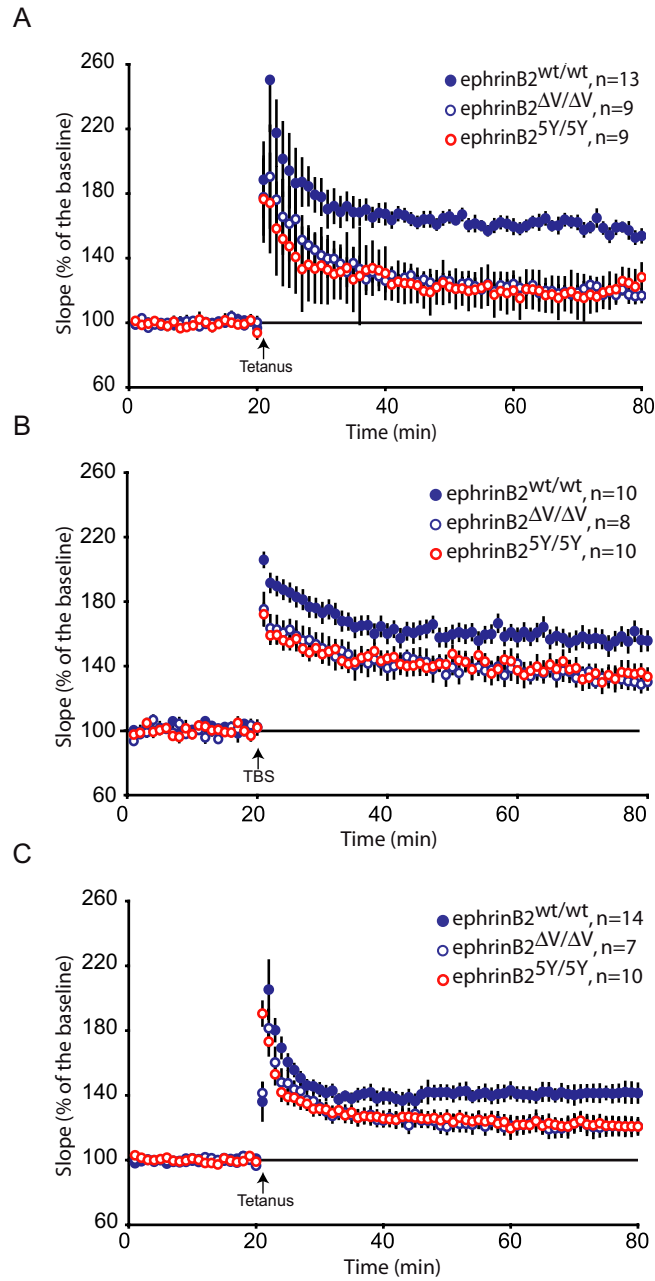 A
260
220
180
140
100
60
Slope (% of the baseline)
ephrinB2wt/wt, n=13
ephrinB2ΔV/ΔV, n=9
ephrinB25Y/5Y, n=9
Tetanus
0 20 40 60 80
Time (min)
B
260
220
180
140
100
60
Slope (% of the baseline)
ephrinB2wt/wt, n=10
ephrinB2ΔV/ΔV, n=8
ephrinB25Y/5Y, n=10
TBS
0 20 40 60 80
Time (min)
C
260
220
180
140
100
60
Slope (% of the baseline)
ephrinB2wt/wt, n=14
ephrinB2ΔV/ΔV, n=7
ephrinB25Y/5Y, n=10
Tetanus
0 20 40 60 80
Time (min)